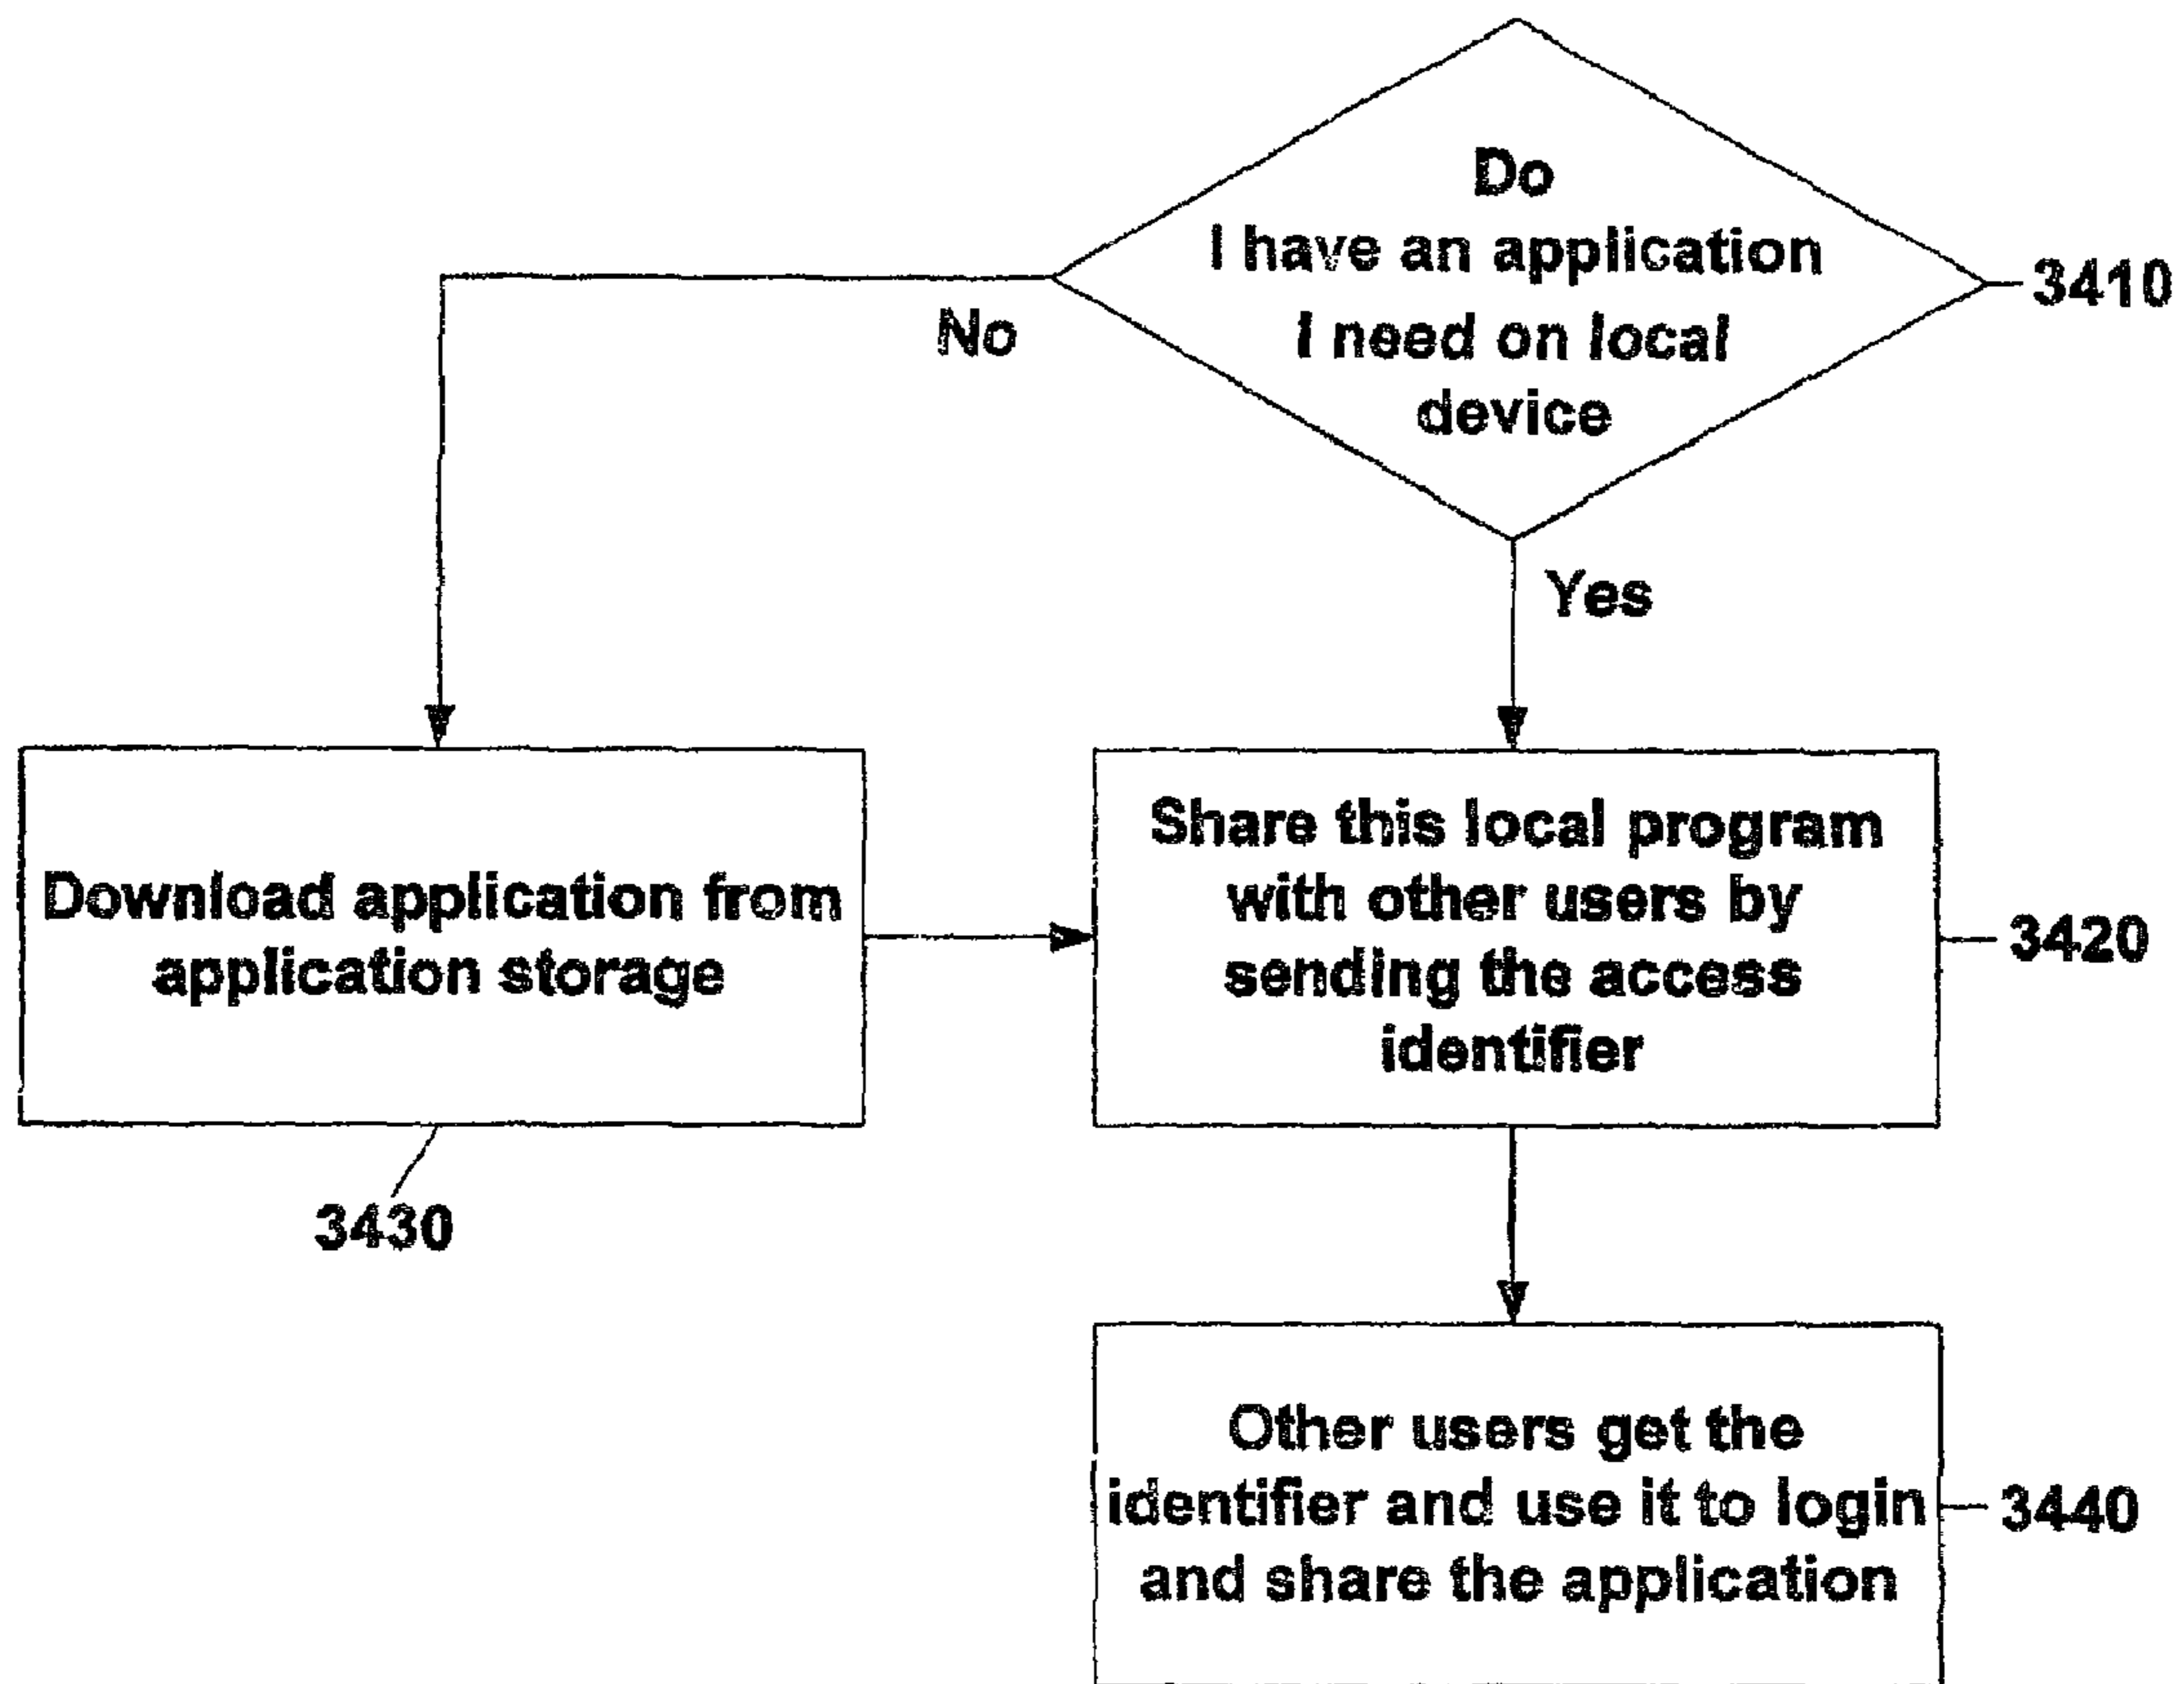 Do
I have an application
I need on local
device
3410
No
Yes
Share this local program
with other users by
sending the access
identifier
3420
Download application from
application storage
3430
Other users get the
identifier and use it to login
and share the application
3440